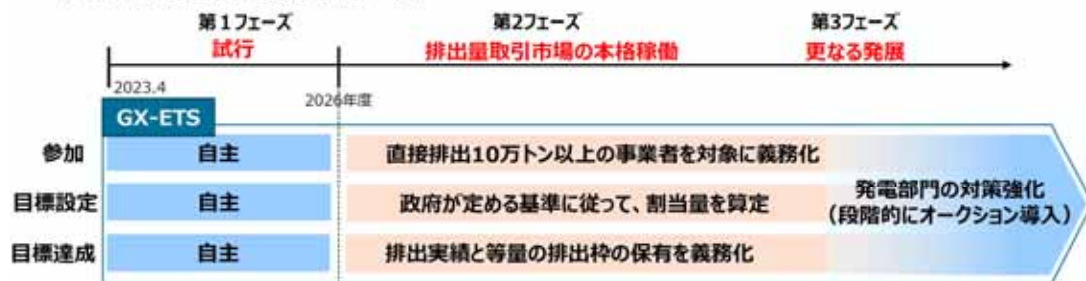 第1フェーズ 第2フェーズ 第3フェーズ
試行 排出量取引市場の本格稼働 更なる発展
2023.4 2026年度
GX-ETS
参加 自主 直接排出10万トン以上の事業者を対象に義務化
目標設定 自主 政府が定める基準に従って、割当量を算定
発電部門の対策強化
(段階的にオークション導入)
目標達成 自主 排出実績と等量の排出枠の保有を義務化